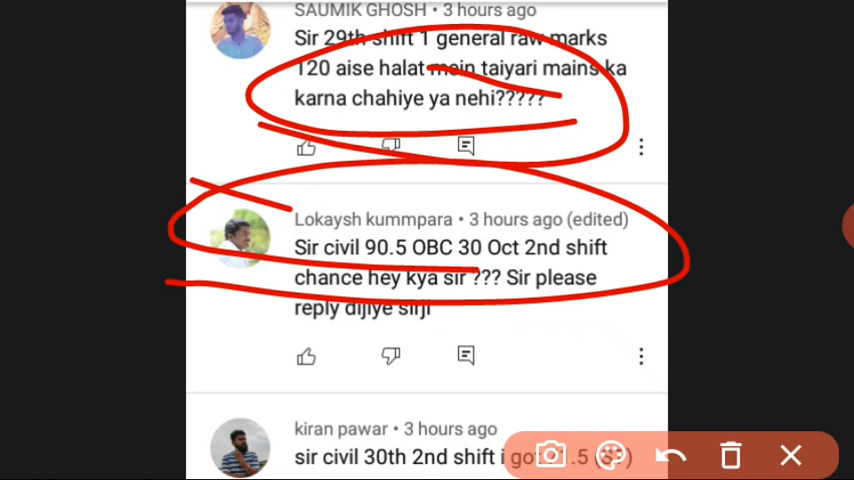 SAUMIK GHOSH • 3 hours ago
Sir 29th shift 1 general raw marks
120 aise halat mein taiyari mains ka
karna chahiye ya nehi?????
Lokaysh kummpara • 3 hours ago (edited)
Sir civil 90.5 OBC 30 Oct 2nd shift
chance hey kya sir ??? Sir please
reply dijiye sirji
kiran pawar • 3 hours ago
sir civil 30th 2nd shift i got